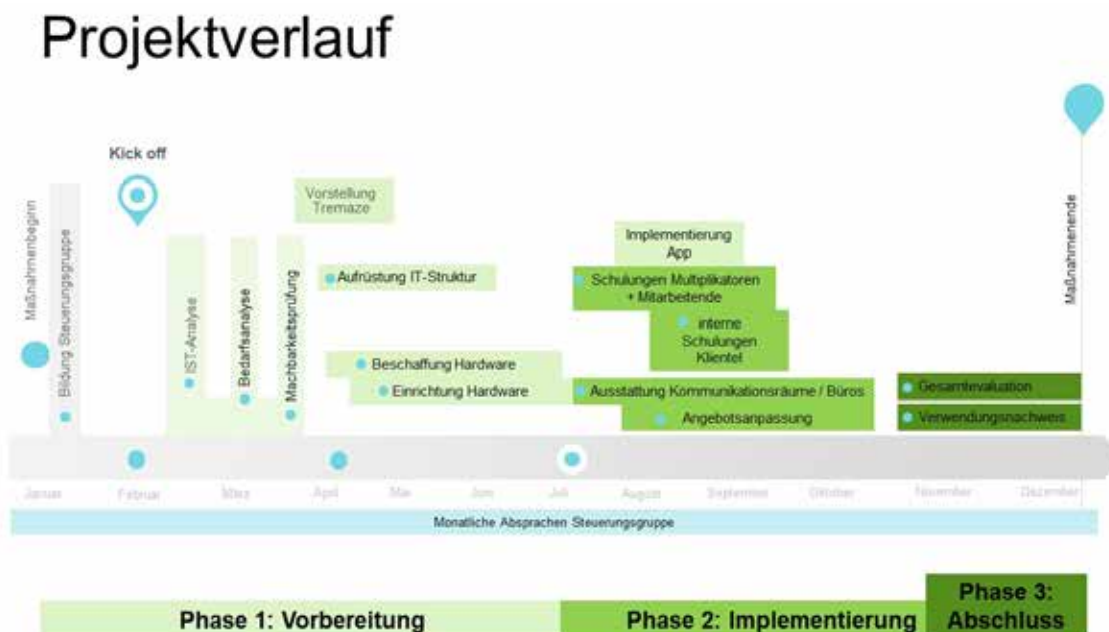 Projektverlauf
Kick off
Maßnahmenbeginn
Bildung Steuerungsgruppe
IST-Analyse
Bedarfsanalyse
Machbarkeitsprüfung
Vorstellung
Tremaze
Aufrüstung IT-Struktur
Beschaffung Hardware
Einrichtung Hardware
Implementierung
App
Schulungen Multiplikatoren
+ Mitarbeitende
interne
Schulungen
Klientel
Ausstattung Kommunikationsräume / Büros
Angebotsanpassung
Gesamtevaluation
Verwendungsnachweis
Maßnahmenende
Januar
Februar
März
April
Mai
Juni
Juli
August
September
Oktober
November
Dezember
Monatliche Absprachen Steuerungsgruppe
Phase 1: Vorbereitung
Phase 2: Implementierung
Phase 3:
Abschluss